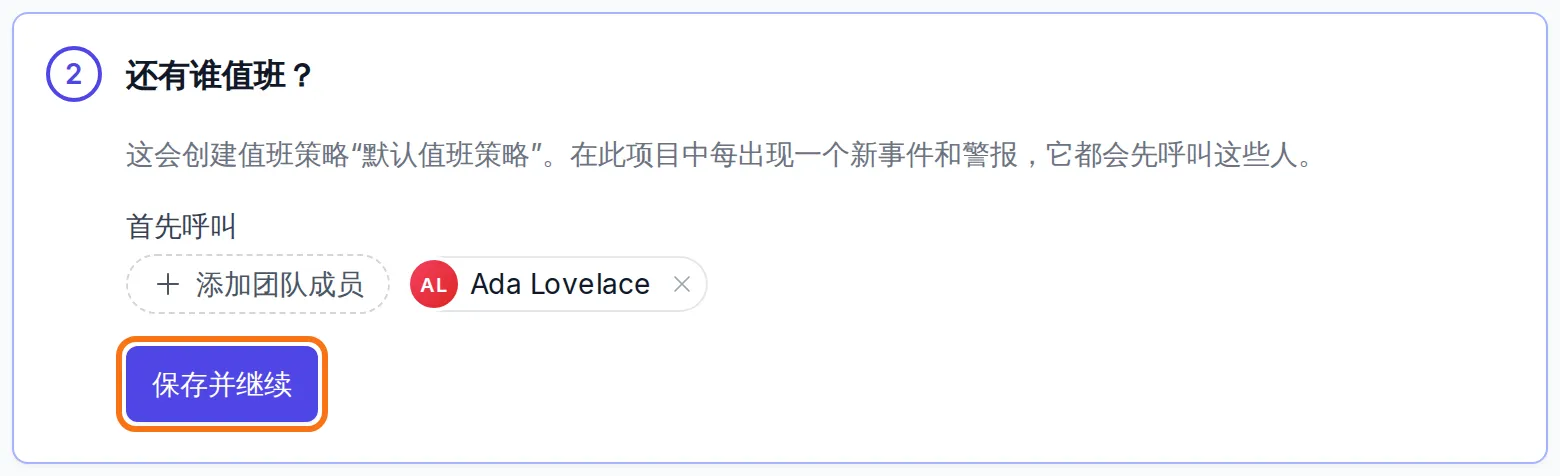 2
还有谁值班？
这会创建值班策略“默认值班策略”。在此项目中每出现一个新事件和警报，它都会先呼叫这些人。
首先呼叫
+ 添加团队成员
AL Ada Lovelace ×
保存并继续